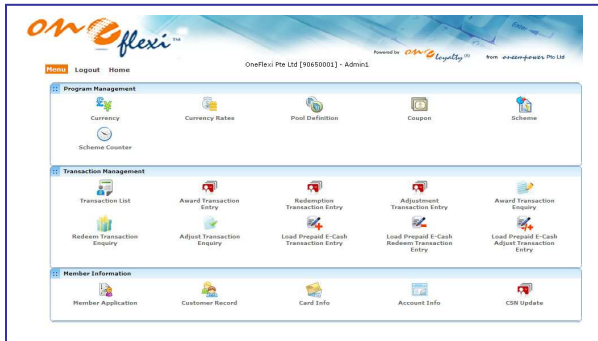 one flexi TM
Powered by one Loyalty from oneempower Pte Ltd
OneFlexi Pte Ltd [90650001] - Admin1
Menu Logout Home
Program Management
Currency Currency Rates Pool Definition Coupon Scheme
Scheme Counter
Transaction Management
Transaction List Award Transaction Entry Redemption Transaction Entry Adjustment Transaction Entry Award Transaction Enquiry
Redeem Transaction Enquiry Adjust Transaction Enquiry Load Prepaid E-Cash Transaction Entry Load Prepaid E-Cash Redeem Transaction Entry Load Prepaid E-Cash Adjust Transaction Entry
Member Information
Member Application Customer Record Card Info Account Info CSN Update